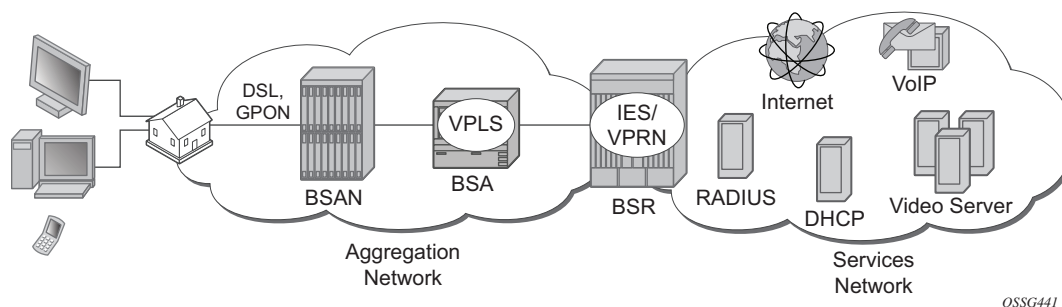 DSL,
GPON
BSAN
VPLS
BSA
IES/
VPRN
BSR
Aggregation
Network
Internet
VoIP
RADIUS
DHCP
Video Server
Services
Network
OSSG441